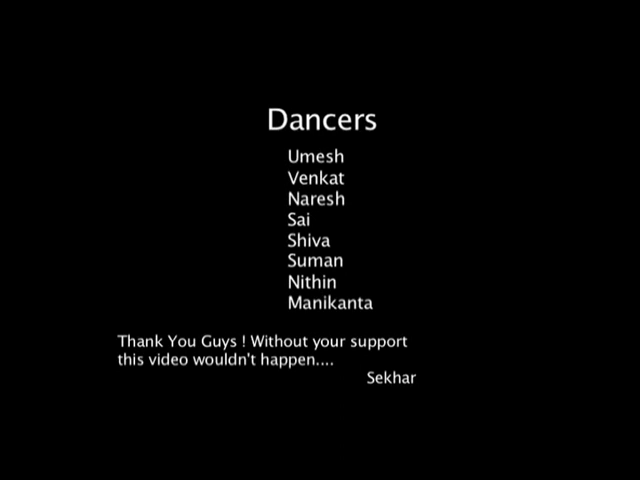 Dancers
Umesh
Venkat
Naresh
Sai
Shiva
Suman
Nithin
Manikanta
Thank You Guys ! Without your support
this video wouldn't happen....
Sekhar